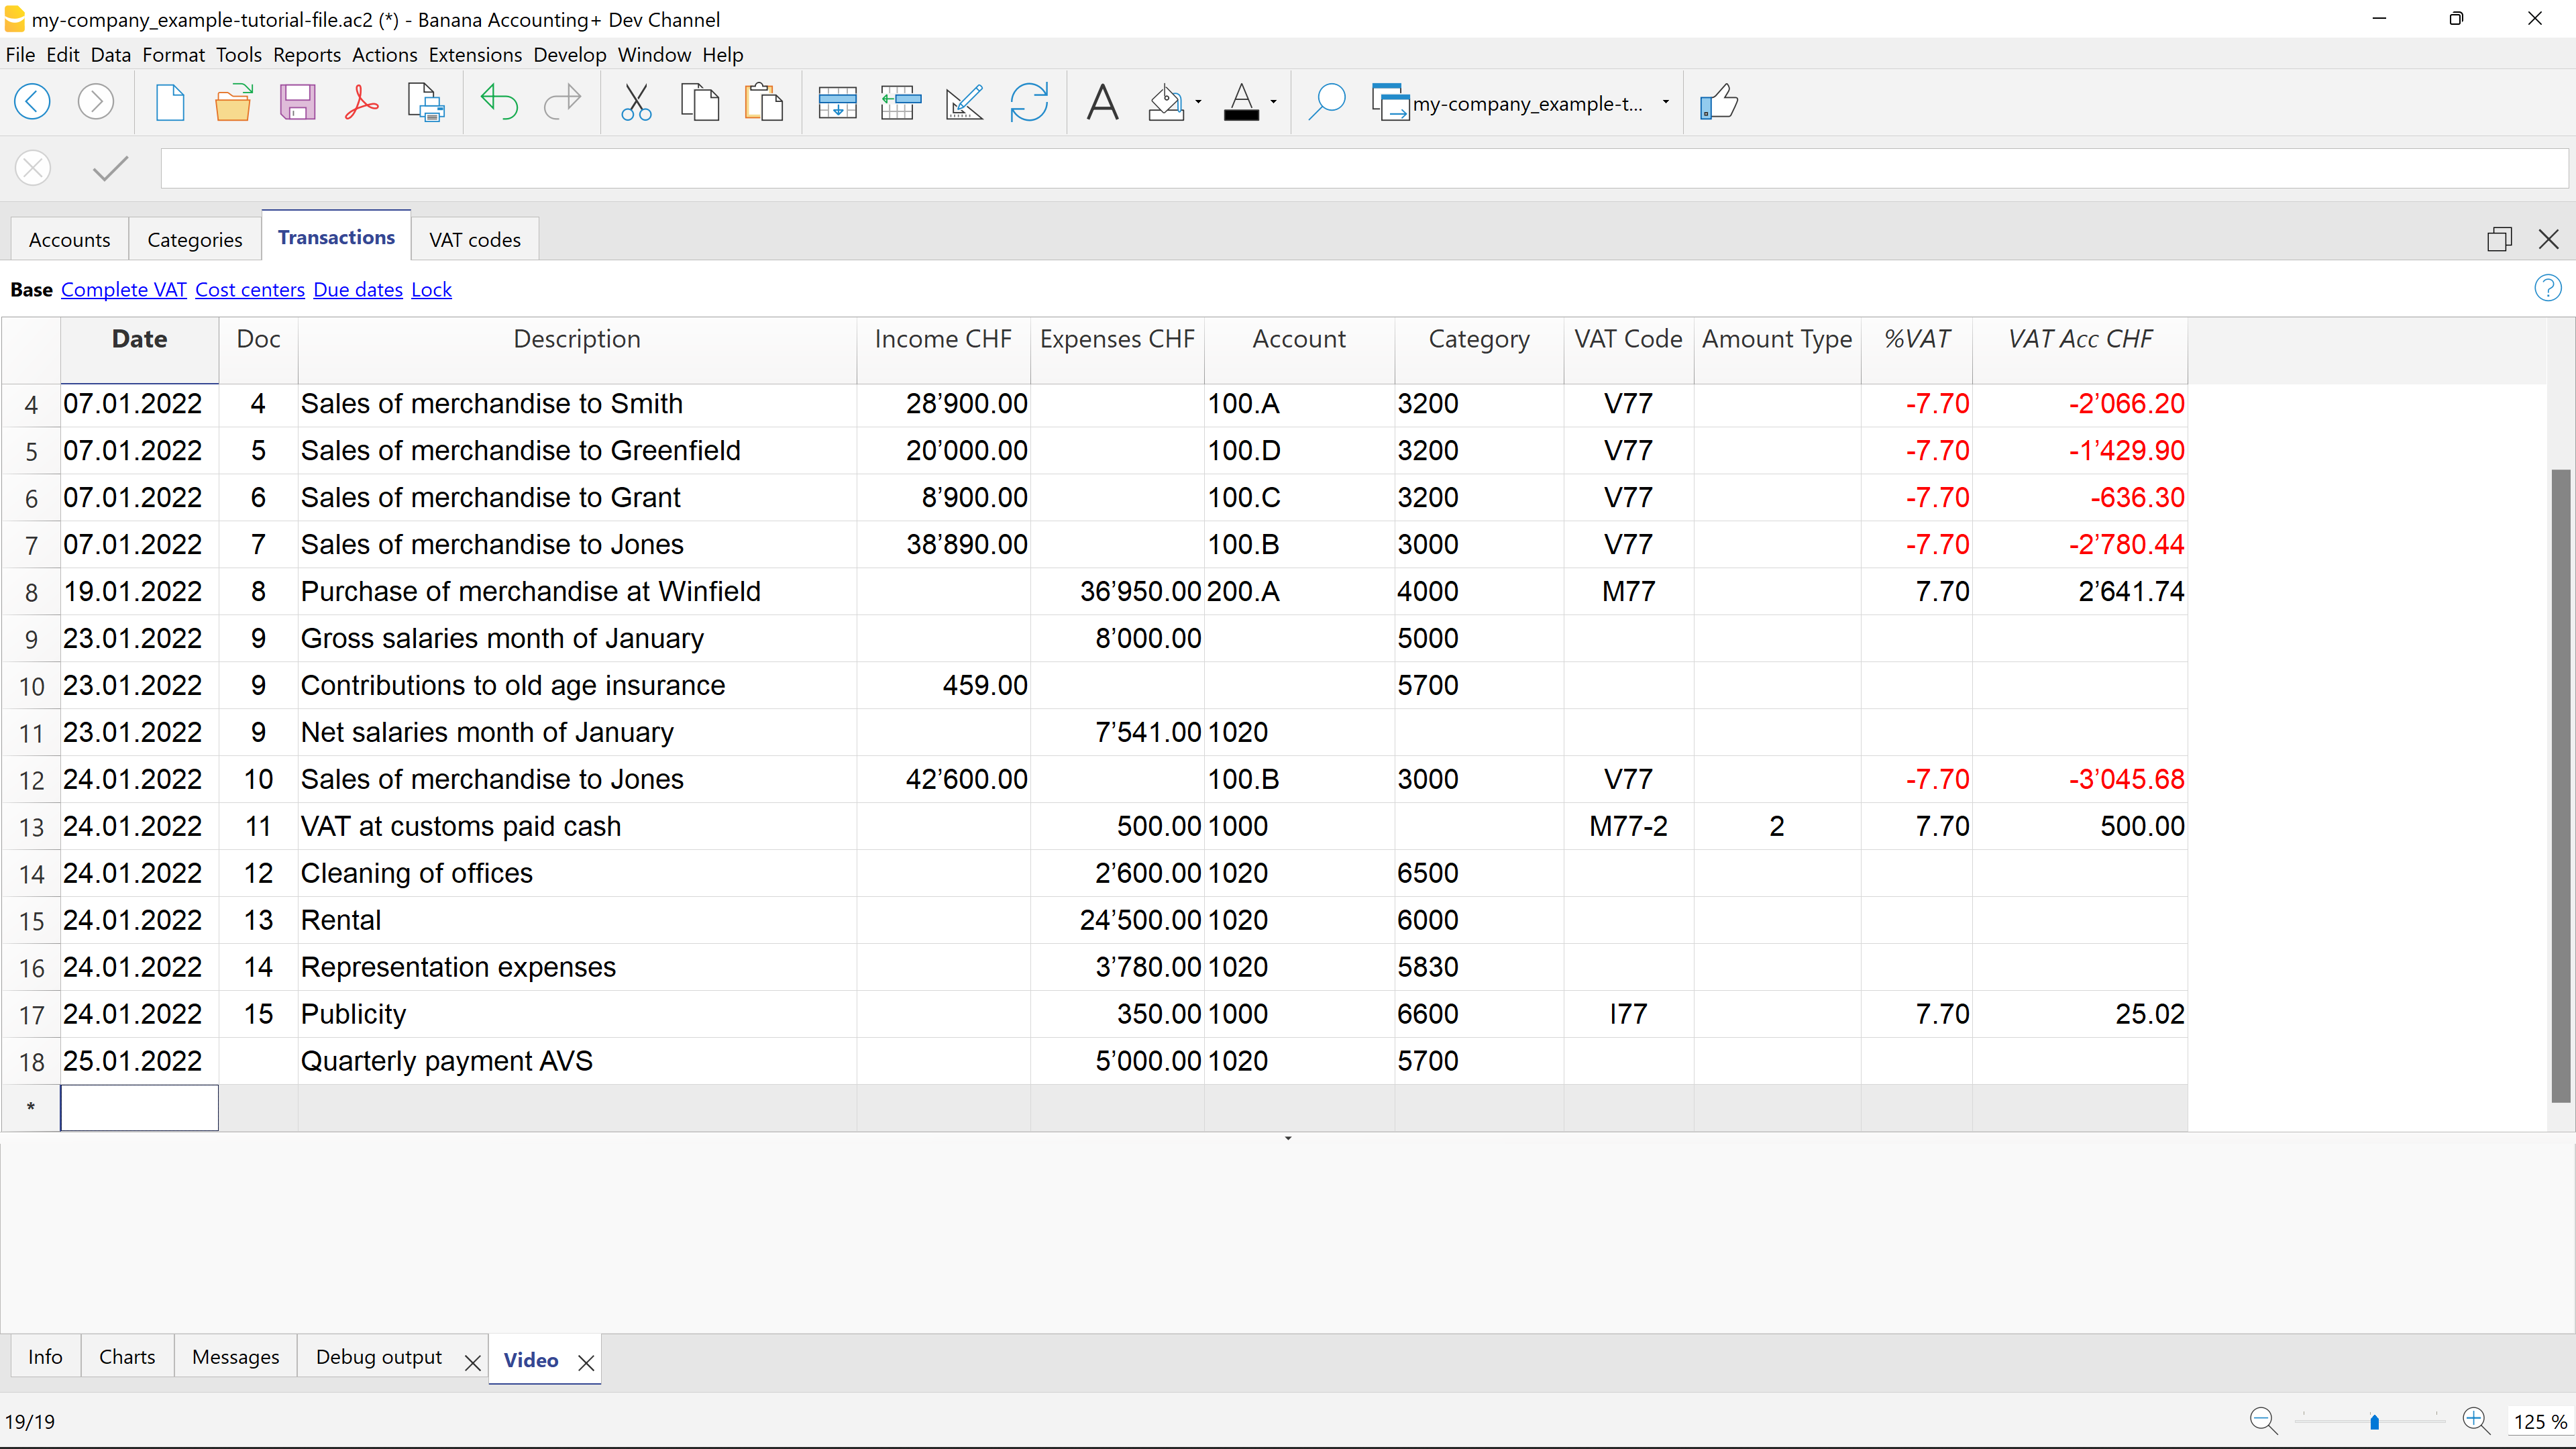 my-company_example-tutorial-file.ac2 (*) - Banana Accounting+ Dev Channel
File Edit Data Format Tools Reports Actions Extensions Develop Window Help
my-company_example-t...
Accounts Categories Transactions VAT codes
Base Complete VAT Cost centers Due dates Lock
Date Doc Description Income CHF Expenses CHF Account Category VAT Code Amount Type %VAT VAT Acc CHF
4 07.01.2022 4 Sales of merchandise to Smith 28’900.00 100.A 3200 V77 -7.70 -2’066.20
5 07.01.2022 5 Sales of merchandise to Greenfield 20’000.00 100.D 3200 V77 -7.70 -1’429.90
6 07.01.2022 6 Sales of merchandise to Grant 8’900.00 100.C 3200 V77 -7.70 -636.30
7 07.01.2022 7 Sales of merchandise to Jones 38’890.00 100.B 3000 V77 -7.70 -2’780.44
8 19.01.2022 8 Purchase of merchandise at Winfield 36’950.00 200.A 4000 M77 7.70 2’641.74
9 23.01.2022 9 Gross salaries month of January 8’000.00 5000
10 23.01.2022 9 Contributions to old age insurance 459.00 5700
11 23.01.2022 9 Net salaries month of January 7’541.00 1020
12 24.01.2022 10 Sales of merchandise to Jones 42’600.00 100.B 3000 V77 -7.70 -3’045.68
13 24.01.2022 11 VAT at customs paid cash 500.00 1000 M77-2 2 7.70 500.00
14 24.01.2022 12 Cleaning of offices 2’600.00 1020 6500
15 24.01.2022 13 Rental 24’500.00 1020 6000
16 24.01.2022 14 Representation expenses 3’780.00 1020 5830
17 24.01.2022 15 Publicity 350.00 1000 6600 I77 7.70 25.02
18 25.01.2022 Quarterly payment AVS 5’000.00 1020 5700
*
Info Charts Messages Debug output Video
19/19 125 %